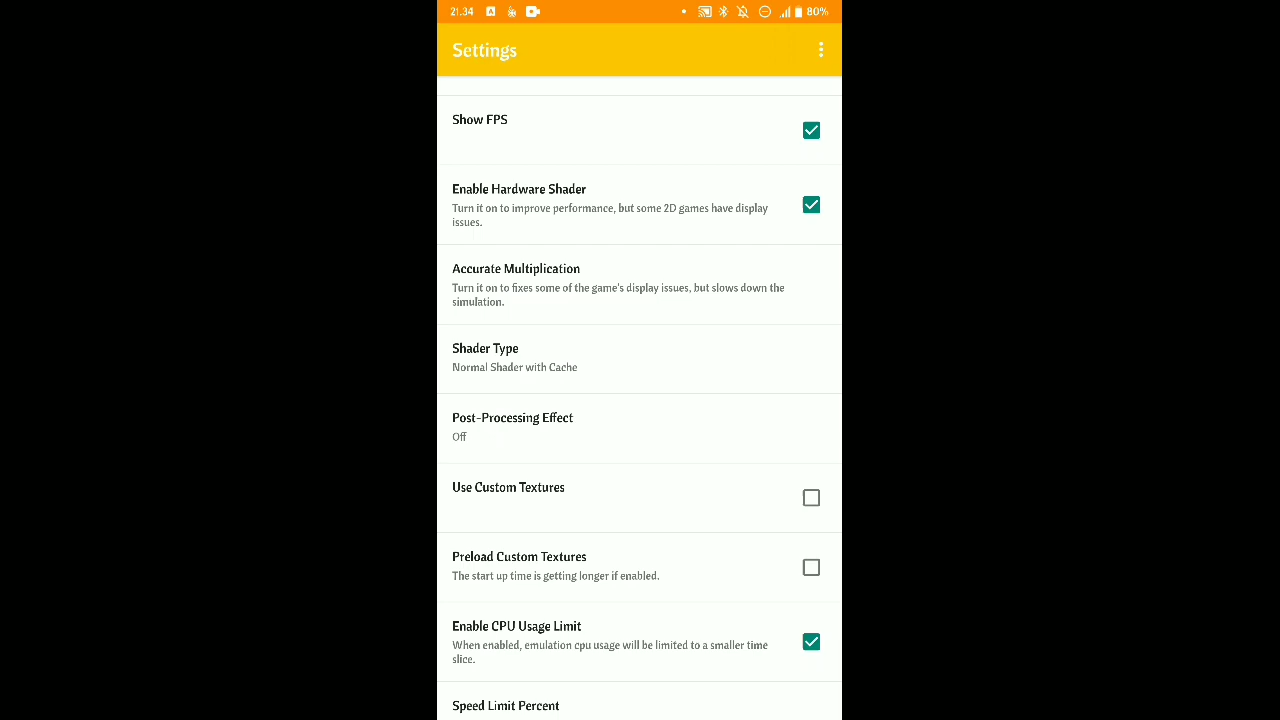 21.34
80%
Settings
Show FPS
Enable Hardware Shader
Turn it on to improve performance, but some 2D games have display
issues.
Accurate Multiplication
Turn it on to fixes some of the game's display issues, but slows down the
simulation.
Shader Type
Normal Shader with Cache
Post-Processing Effect
Off
Use Custom Textures
Preload Custom Textures
The start up time is getting longer if enabled.
Enable CPU Usage Limit
When enabled, emulation cpu usage will be limited to a smaller time
slice.
Speed Limit Percent